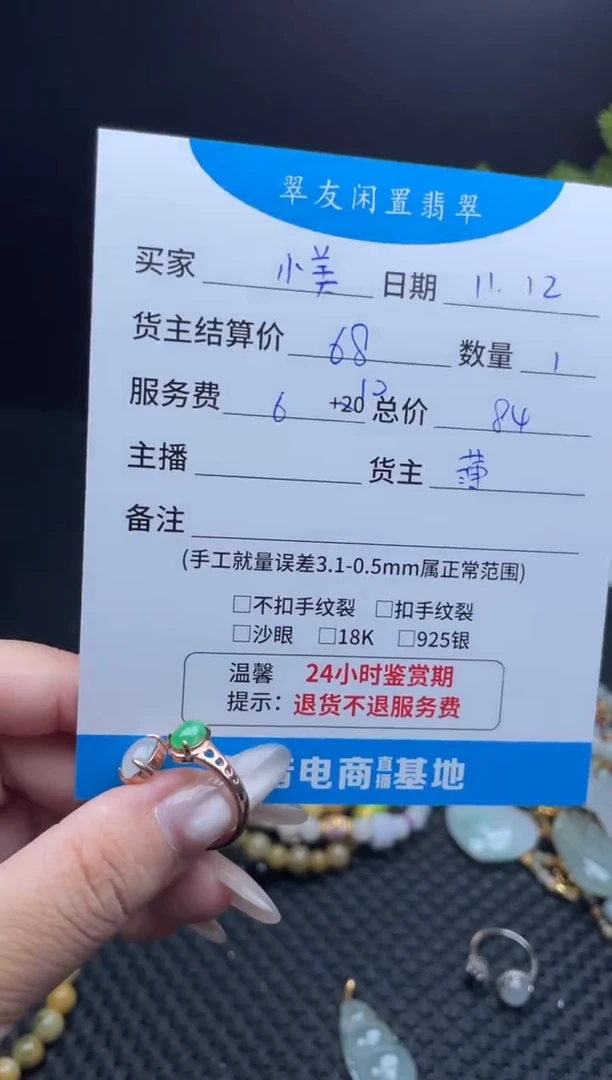 翠友闲置翡翠
买家 小美 日期 11.12
货主结算价 68 数量 1
服务费 6 +20 12 总价 84
主播 货主 薄
备注
(手工就量误差3.1-0.5mm属正常范围)
□不扣手纹裂 □扣手纹裂
□沙眼 □18K □925银
温馨 24小时鉴赏期
提示: 退货不退服务费
电商直播基地